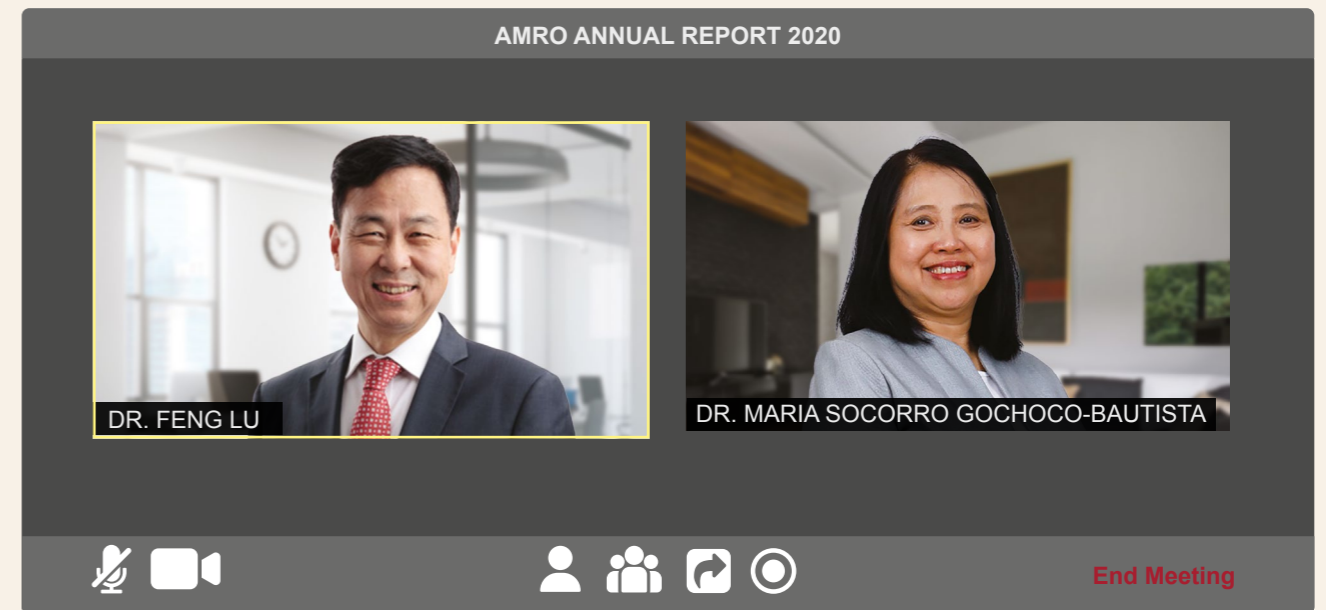 AMRO ANNUAL REPORT 2020
DR. FENG LU
DR. MARIA SOCORRO GOCHOCO-BAUTISTA
End Meeting